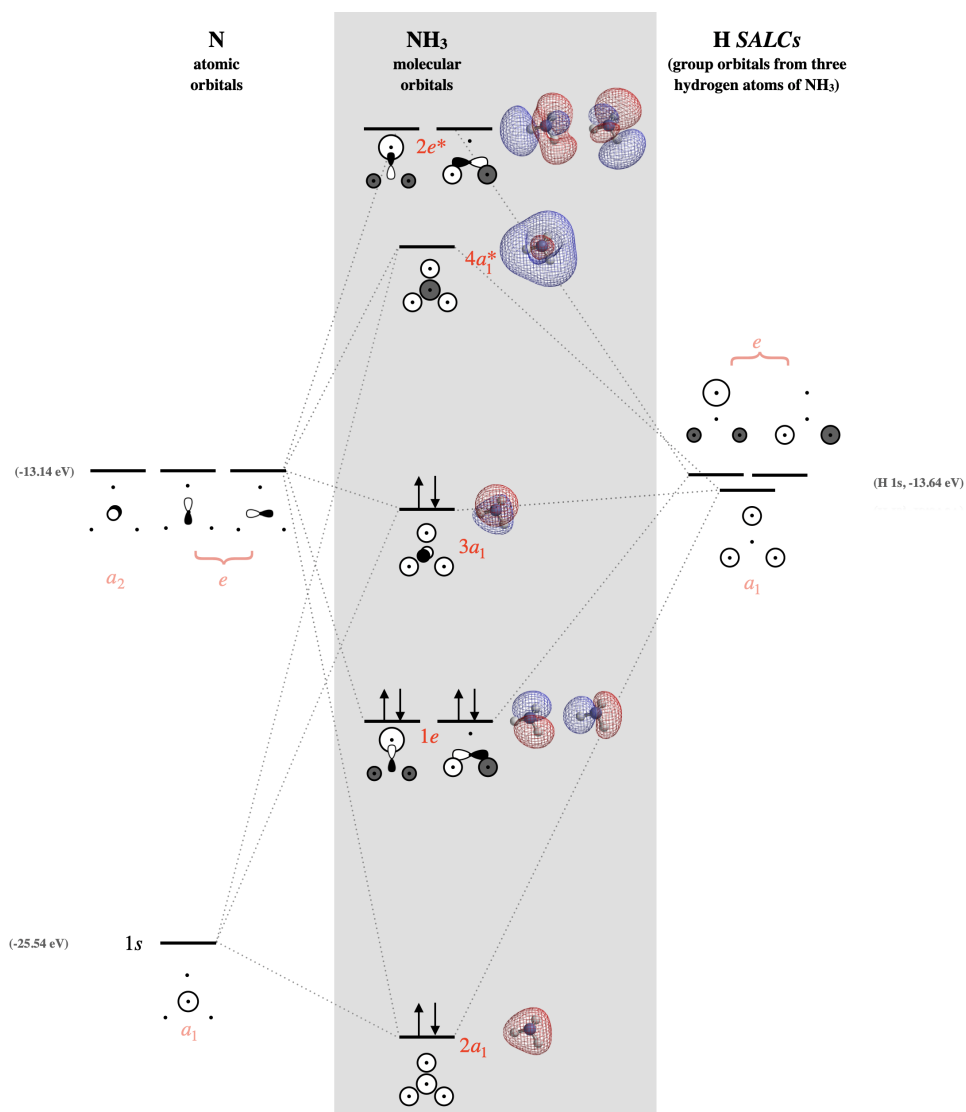 N
atomic
orbitals
NH₃
molecular
orbitals
H SALCs
(group orbitals from three
hydrogen atoms of NH₃)
2e*
4a₁*
e
(-13.14 eV)
(H 1s, -13.64 eV)
3a₁
a₂
e
a₁
1e
(-25.54 eV)
1s
a₁
2a₁